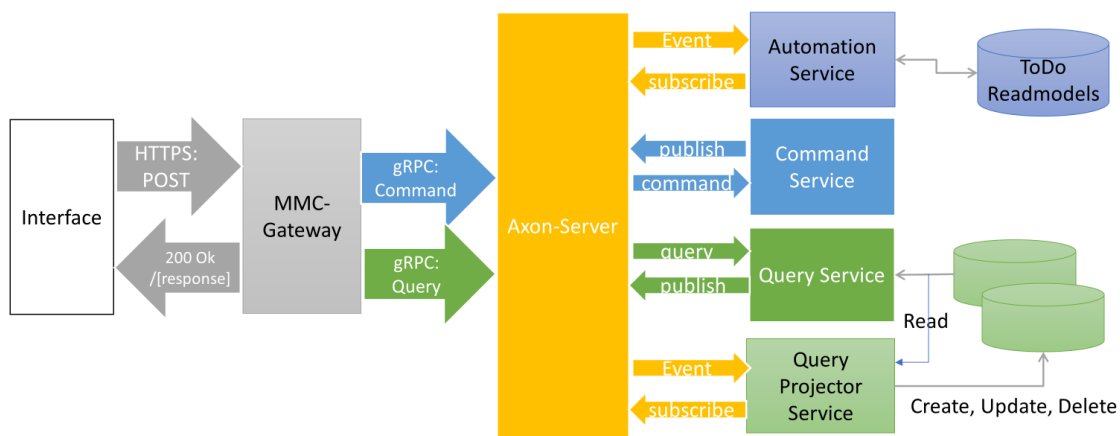 Interface
HTTPS:
POST
200 Ok
/[response]
MMC-
Gateway
gRPC:
Command
gRPC:
Query
Axon-Server
Event
subscribe
Automation
Service
ToDo
Readmodels
publish
command
Command
Service
query
publish
Query Service
Read
Event
subscribe
Query
Projector
Service
Create, Update, Delete